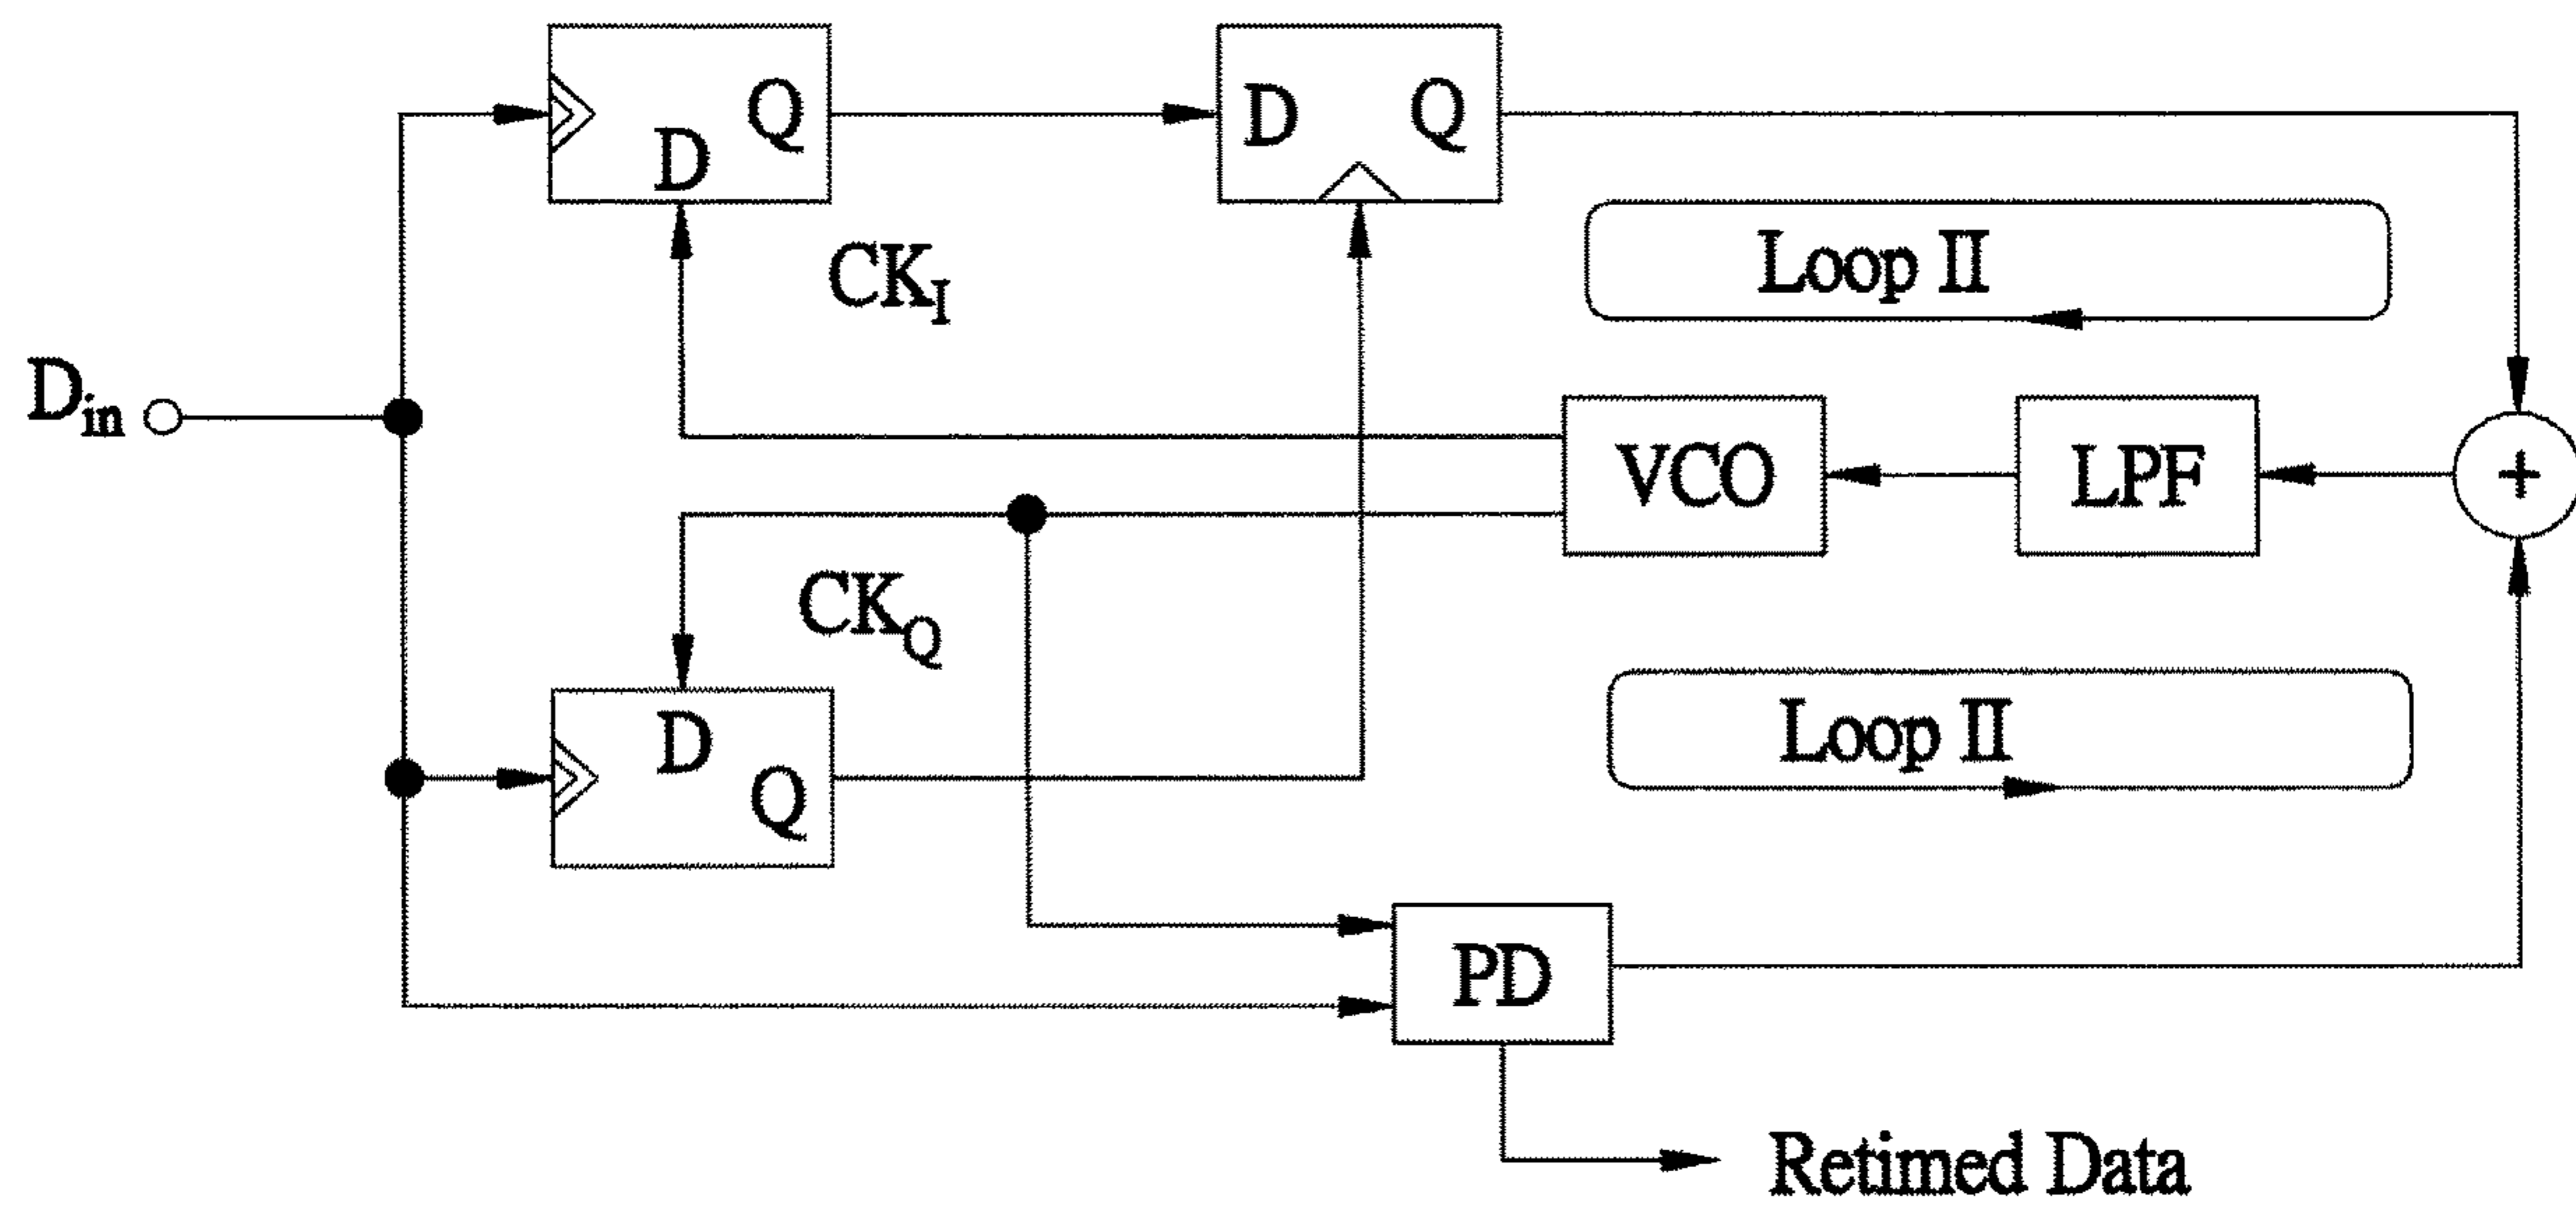 Q
D
D Q
CK_I
Loop II
D_in
VCO
LPF
+
CK_Q
D
Q
Loop II
PD
Retimed Data